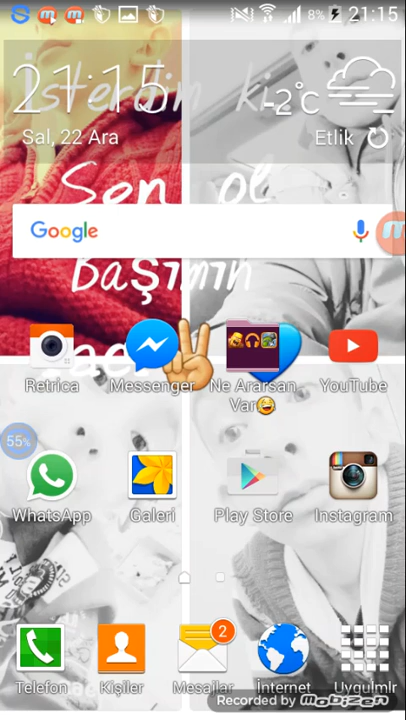 8% 21:15
21:15
İsterdin ki
-2°C
Sal, 22 Ara
Etlik
Sen ol
Google
Başımın
Retrica
Messenger
Ne Ararsan
Var😂
YouTube
55%
WhatsApp
Galeri
Play Store
Instagram
2
Telefon
Kişiler
Mesajlar
İnternet
Uygulmlr
Recorded by MOBIZEN